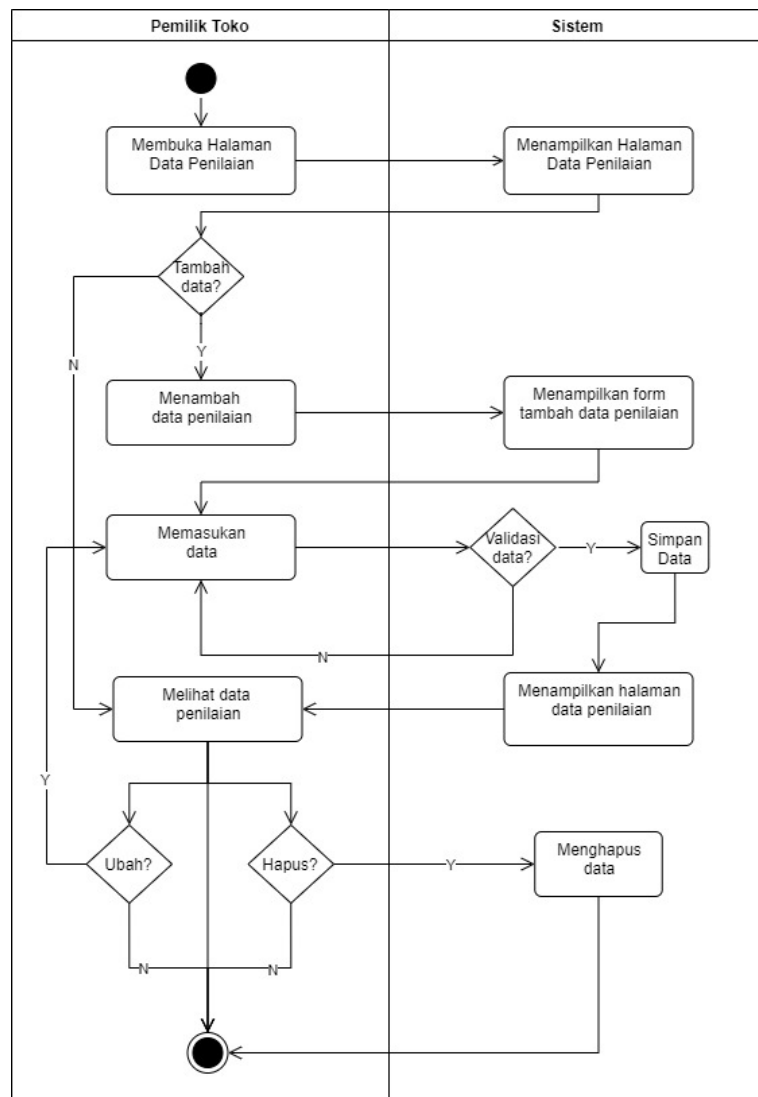 Pemilik Toko
Sistem
Membuka Halaman
Data Penilaian
Menampilkan Halaman
Data Penilaian
Tambah
data?
N
Y
Menambah
data penilaian
Menampilkan form
tambah data penilaian
Memasukan
data
Validasi
data?
Y
Simpan
Data
N
Melihat data
penilaian
Menampilkan halaman
data penilaian
Y
Ubah?
Hapus?
Y
Menghapus
data
N
N